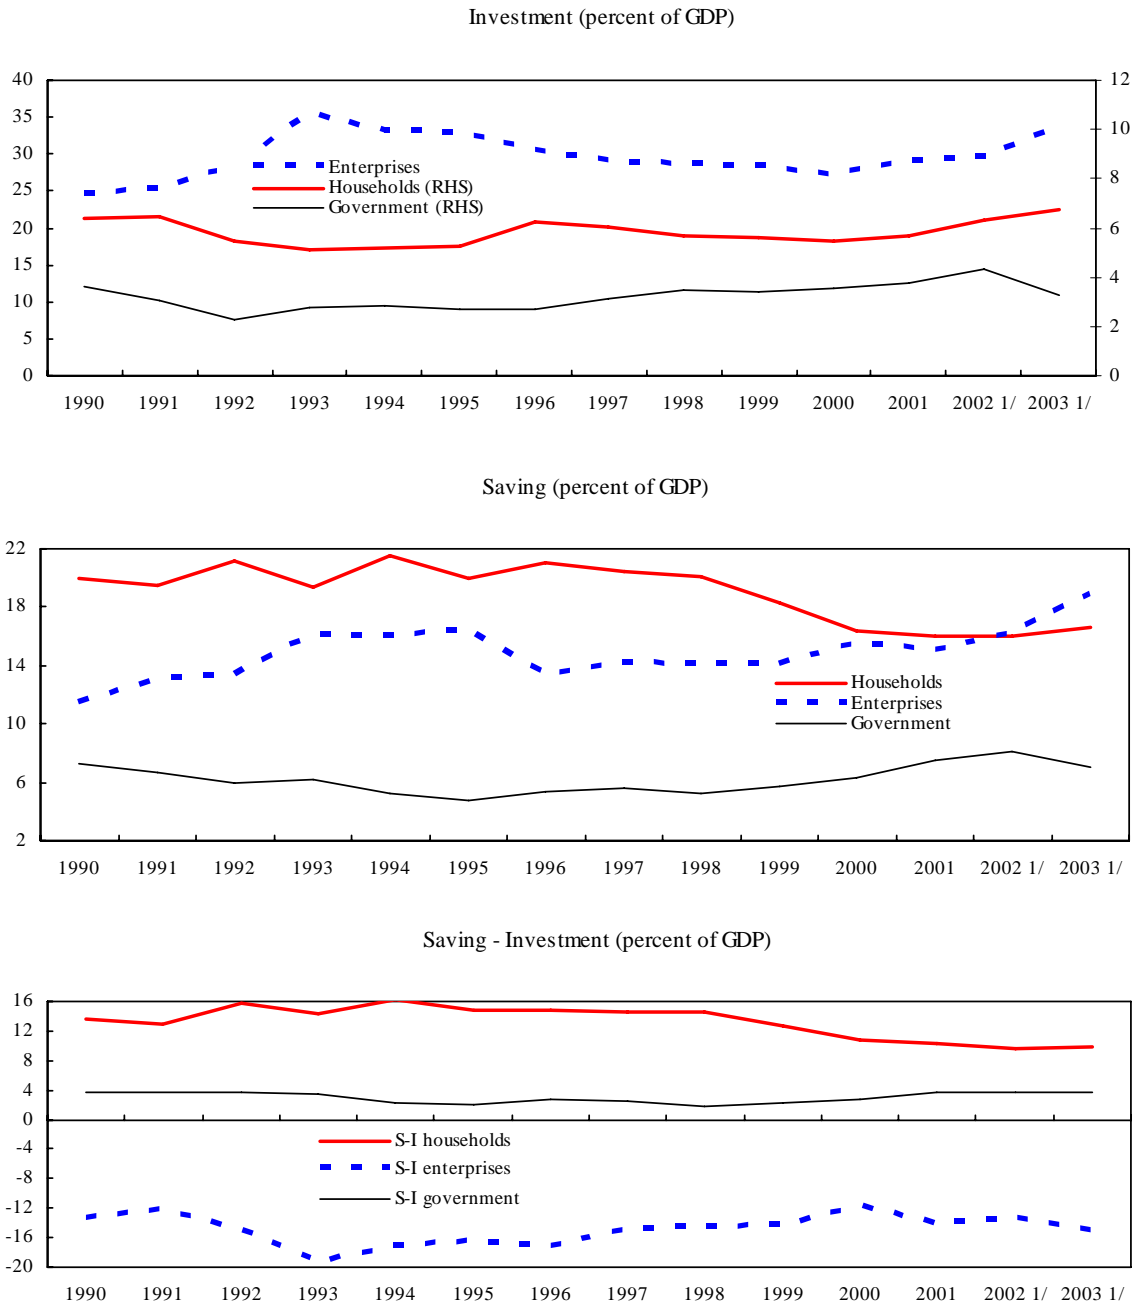 Investment (percent of GDP)
40 12
35
30 10
25 8
20 6
15
10 4
5 2
0 0
Enterprises
Households (RHS)
Government (RHS)
1990 1991 1992 1993 1994 1995 1996 1997 1998 1999 2000 2001 2002 1/ 2003 1/
Saving (percent of GDP)
22
18
14
10
6
2
Households
Enterprises
Government
1990 1991 1992 1993 1994 1995 1996 1997 1998 1999 2000 2001 2002 1/ 2003 1/
Saving - Investment (percent of GDP)
16
12
8
4
0
-4
-8
-12
-16
-20
S-I households
S-I enterprises
S-I government
1990 1991 1992 1993 1994 1995 1996 1997 1998 1999 2000 2001 2002 1/ 2003 1/